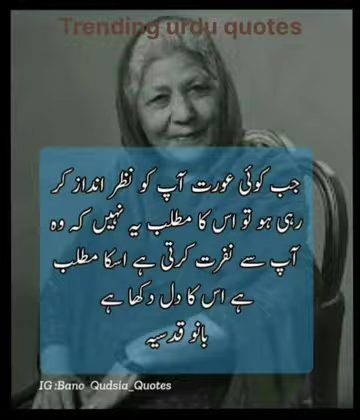 Trending urdu quotes
جب کوئی عورت آپ کو نظر انداز کر
رہی ہو تو اس کا مطلب یہ نہیں کہ وہ
آپ سے نفرت کرتی ہے اسکا مطلب
ہے اس کا دل دکھا ہے
بانو قدسیہ
IG:Bano_Qudsia_Quotes